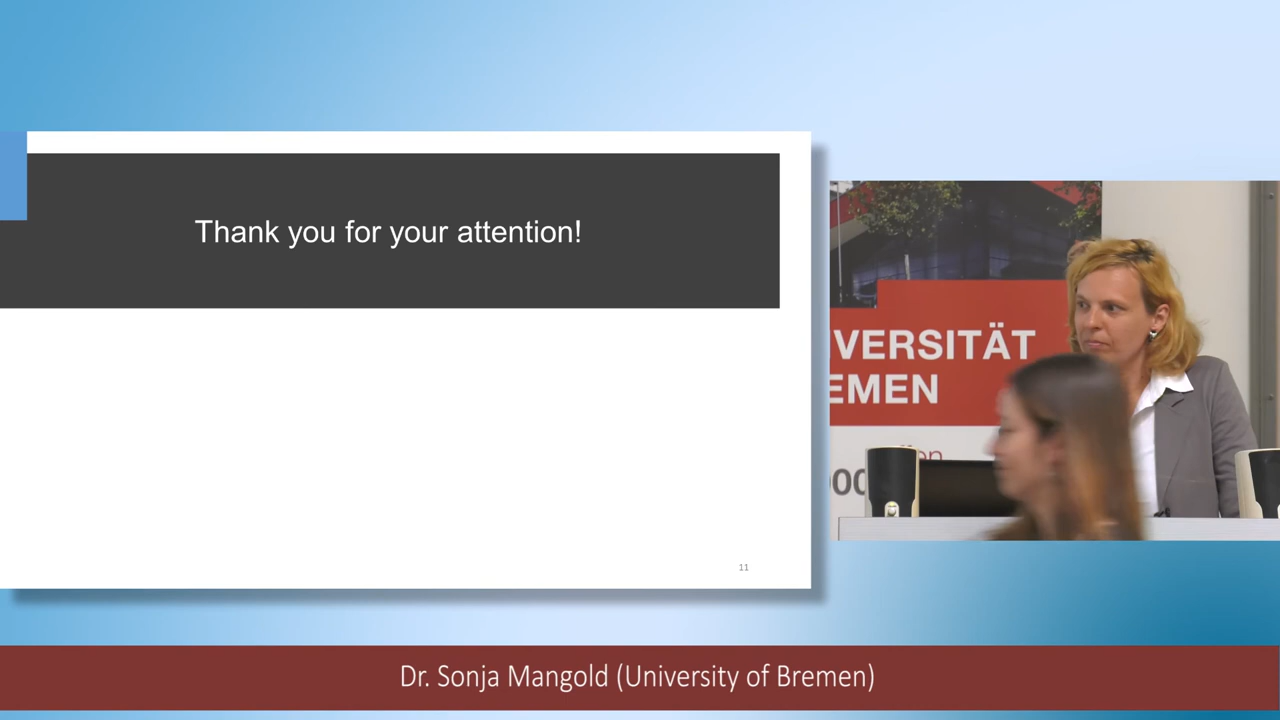 Thank you for your attention!
11
VERSITÄT
EMEN
Dr. Sonja Mangold (University of Bremen)